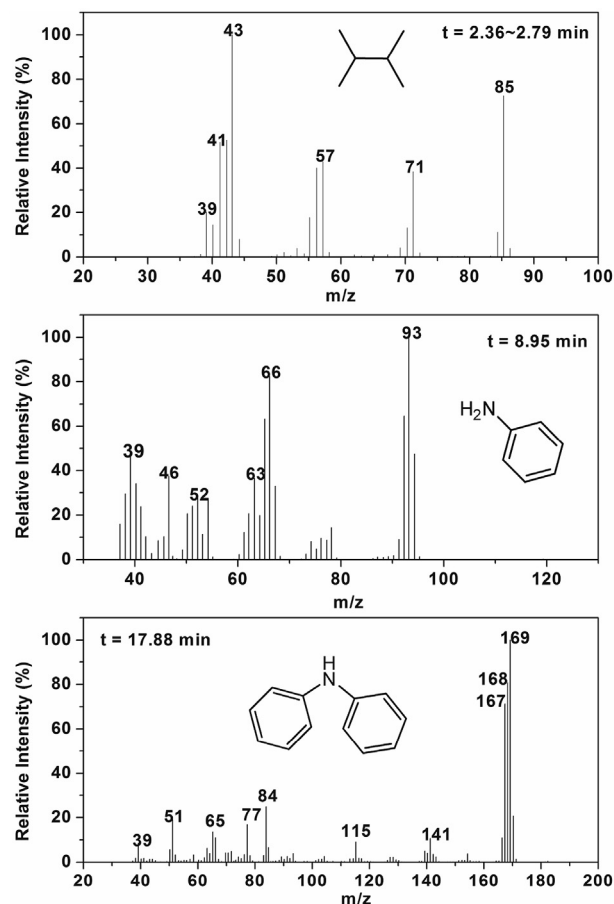 t = 2.36~2.79 min
Relative Intensity (%)
100
80
60
40
20
0
43
41
39
57
71
85
20 30 40 50 60 70 80 90 100
m/z
t = 8.95 min
Relative Intensity (%)
100
80
60
40
20
0
93
66
39
46
52
63
H2N
40 60 80 100 120
m/z
t = 17.88 min
Relative Intensity (%)
100
80
60
40
20
0
169
168
167
H
N
51
39
65
77
84
115
141
20 40 60 80 100 120 140 160 180 200
m/z